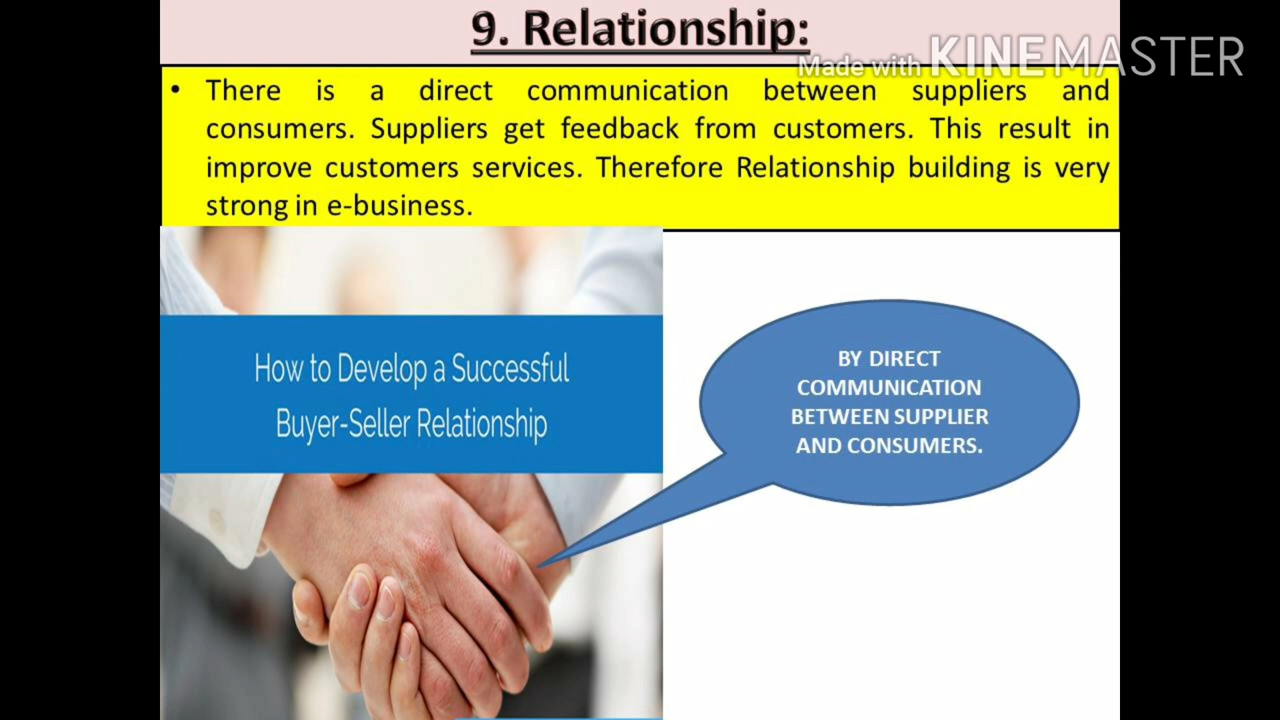 9. Relationship:
Made with KINEMASTER
• There is a direct communication between suppliers and
consumers. Suppliers get feedback from customers. This result in
improve customers services. Therefore Relationship building is very
strong in e-business.
How to Develop a Successful
Buyer-Seller Relationship
BY DIRECT
COMMUNICATION
BETWEEN SUPPLIER
AND CONSUMERS.